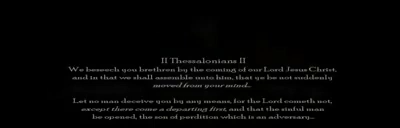 II Thessalonians II
We beseech you brethren by the coming of our Lord Jesus Christ,
and in that we shall assemble unto him, that ye be not suddenly
moved from your mind...
Let no man deceive you by any means, for the Lord cometh not,
except there come a departing first, and that the sinful man
be opened, the son of perdition which is an adversary...